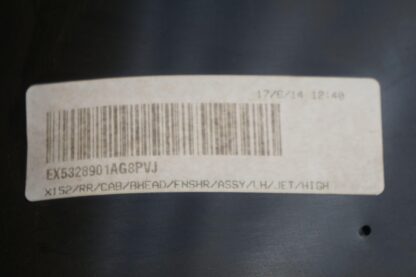 17/6/14 12:40
EX5328901AG8PVJ
X152/RR/CAB/BHEAD/FNSHR/ASSY/LH/JET/HIGH